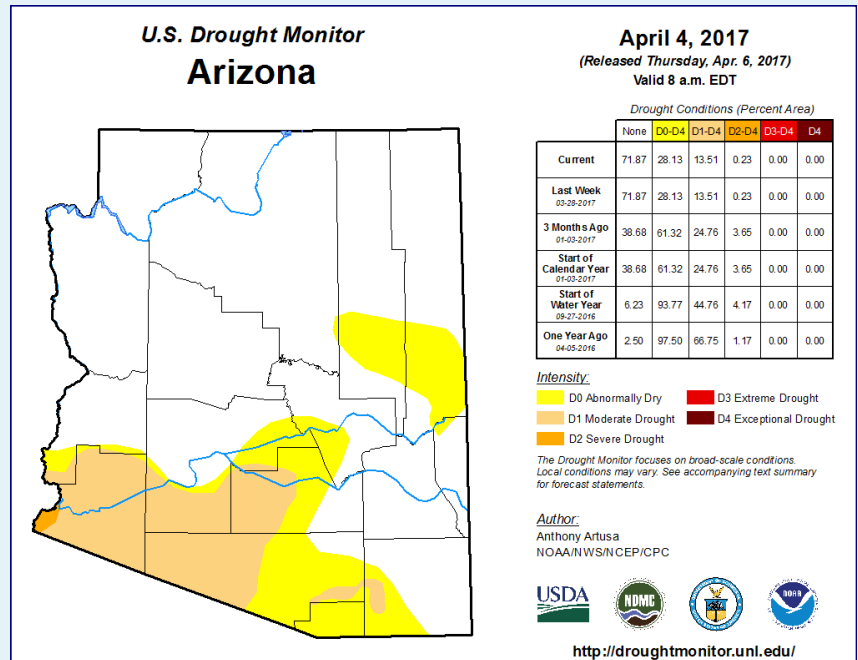 U.S. Drought Monitor
Arizona
April 4, 2017
(Released Thursday, Apr. 6, 2017)
Valid 8 a.m. EDT
Drought Conditions (Percent Area)
None D0-D4 D1-D4 D2-D4 D3-D4 D4
Current 71.87 28.13 13.51 0.23 0.00 0.00
Last Week
03-28-2017 71.87 28.13 13.51 0.23 0.00 0.00
3 Months Ago
01-03-2017 38.68 61.32 24.76 3.65 0.00 0.00
Start of
Calendar Year
01-03-2017 38.68 61.32 24.76 3.65 0.00 0.00
Start of
Water Year
09-27-2016 6.23 93.77 44.76 4.17 0.00 0.00
One Year Ago
04-05-2016 2.50 97.50 66.75 1.17 0.00 0.00
Intensity:
D0 Abnormally Dry
D1 Moderate Drought
D2 Severe Drought
D3 Extreme Drought
D4 Exceptional Drought
The Drought Monitor focuses on broad-scale conditions.
Local conditions may vary. See accompanying text summary
for forecast statements.
Author:
Anthony Artusa
NOAA/NWS/NCEP/CPC
USDA
NDMC
NOAA
http://droughtmonitor.unl.edu/